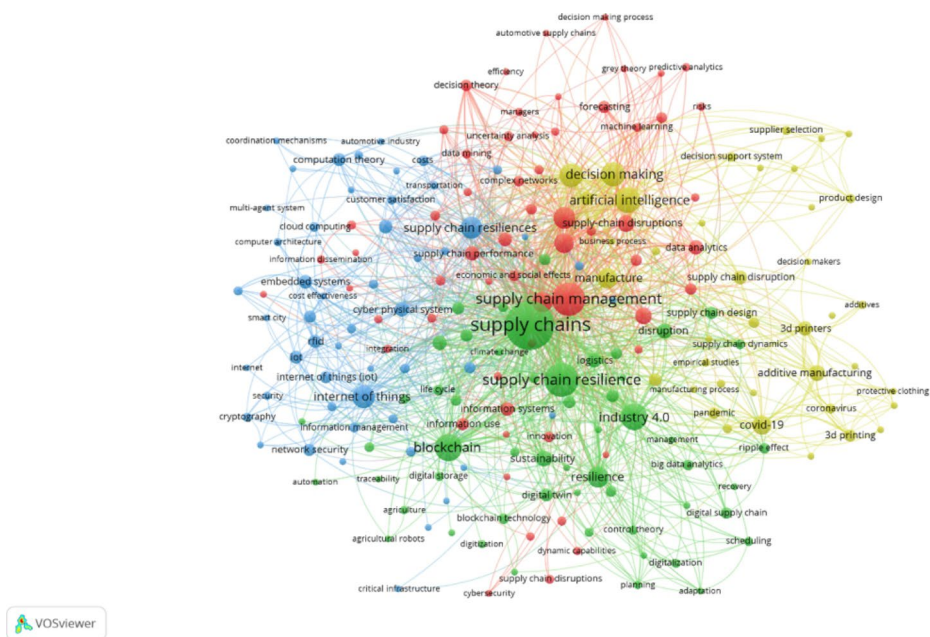 decision making process
automotive supply chains
efficiency
grey theory
predictive analytics
decision theory
managers
forecasting
risks
machine learning
uncertainty analysis
supplier selection
coordination mechanisms
automotive industry
data mining
computation theory
costs
decision support system
complex networks
decision making
transportation
customer satisfaction
artificial intelligence
product design
multi-agent system
cloud computing
supply chain resiliences
supply-chain disruptions
computer architecture
business process
data analytics
information dissemination
supply chain performance
decision makers
economic and social effects
manufacture
supply chain disruption
embedded systems
cost effectiveness
supply chain management
additives
smart city
cyber physical system
supply chain design
supply chains
disruption
3d printers
rfid
integration
climate change
supply chain dynamics
iot
logistics
internet
empirical studies
additive manufacturing
internet of things (iot)
supply chain resilience
life cycle
manufacturing process
protective clothing
security
internet of things
information systems
coronavirus
cryptography
information use
industry 4.0
pandemic
information management
covid-19
innovation
management
3d printing
network security
blockchain
ripple effect
sustainability
big data analytics
automation
traceability
digital storage
resilience
recovery
digital twin
agriculture
digital supply chain
blockchain technology
control theory
agricultural robots
digitization
scheduling
dynamic capabilities
digitalization
supply chain disruptions
critical infrastructure
planning
cybersecurity
adaptation
VOSviewer